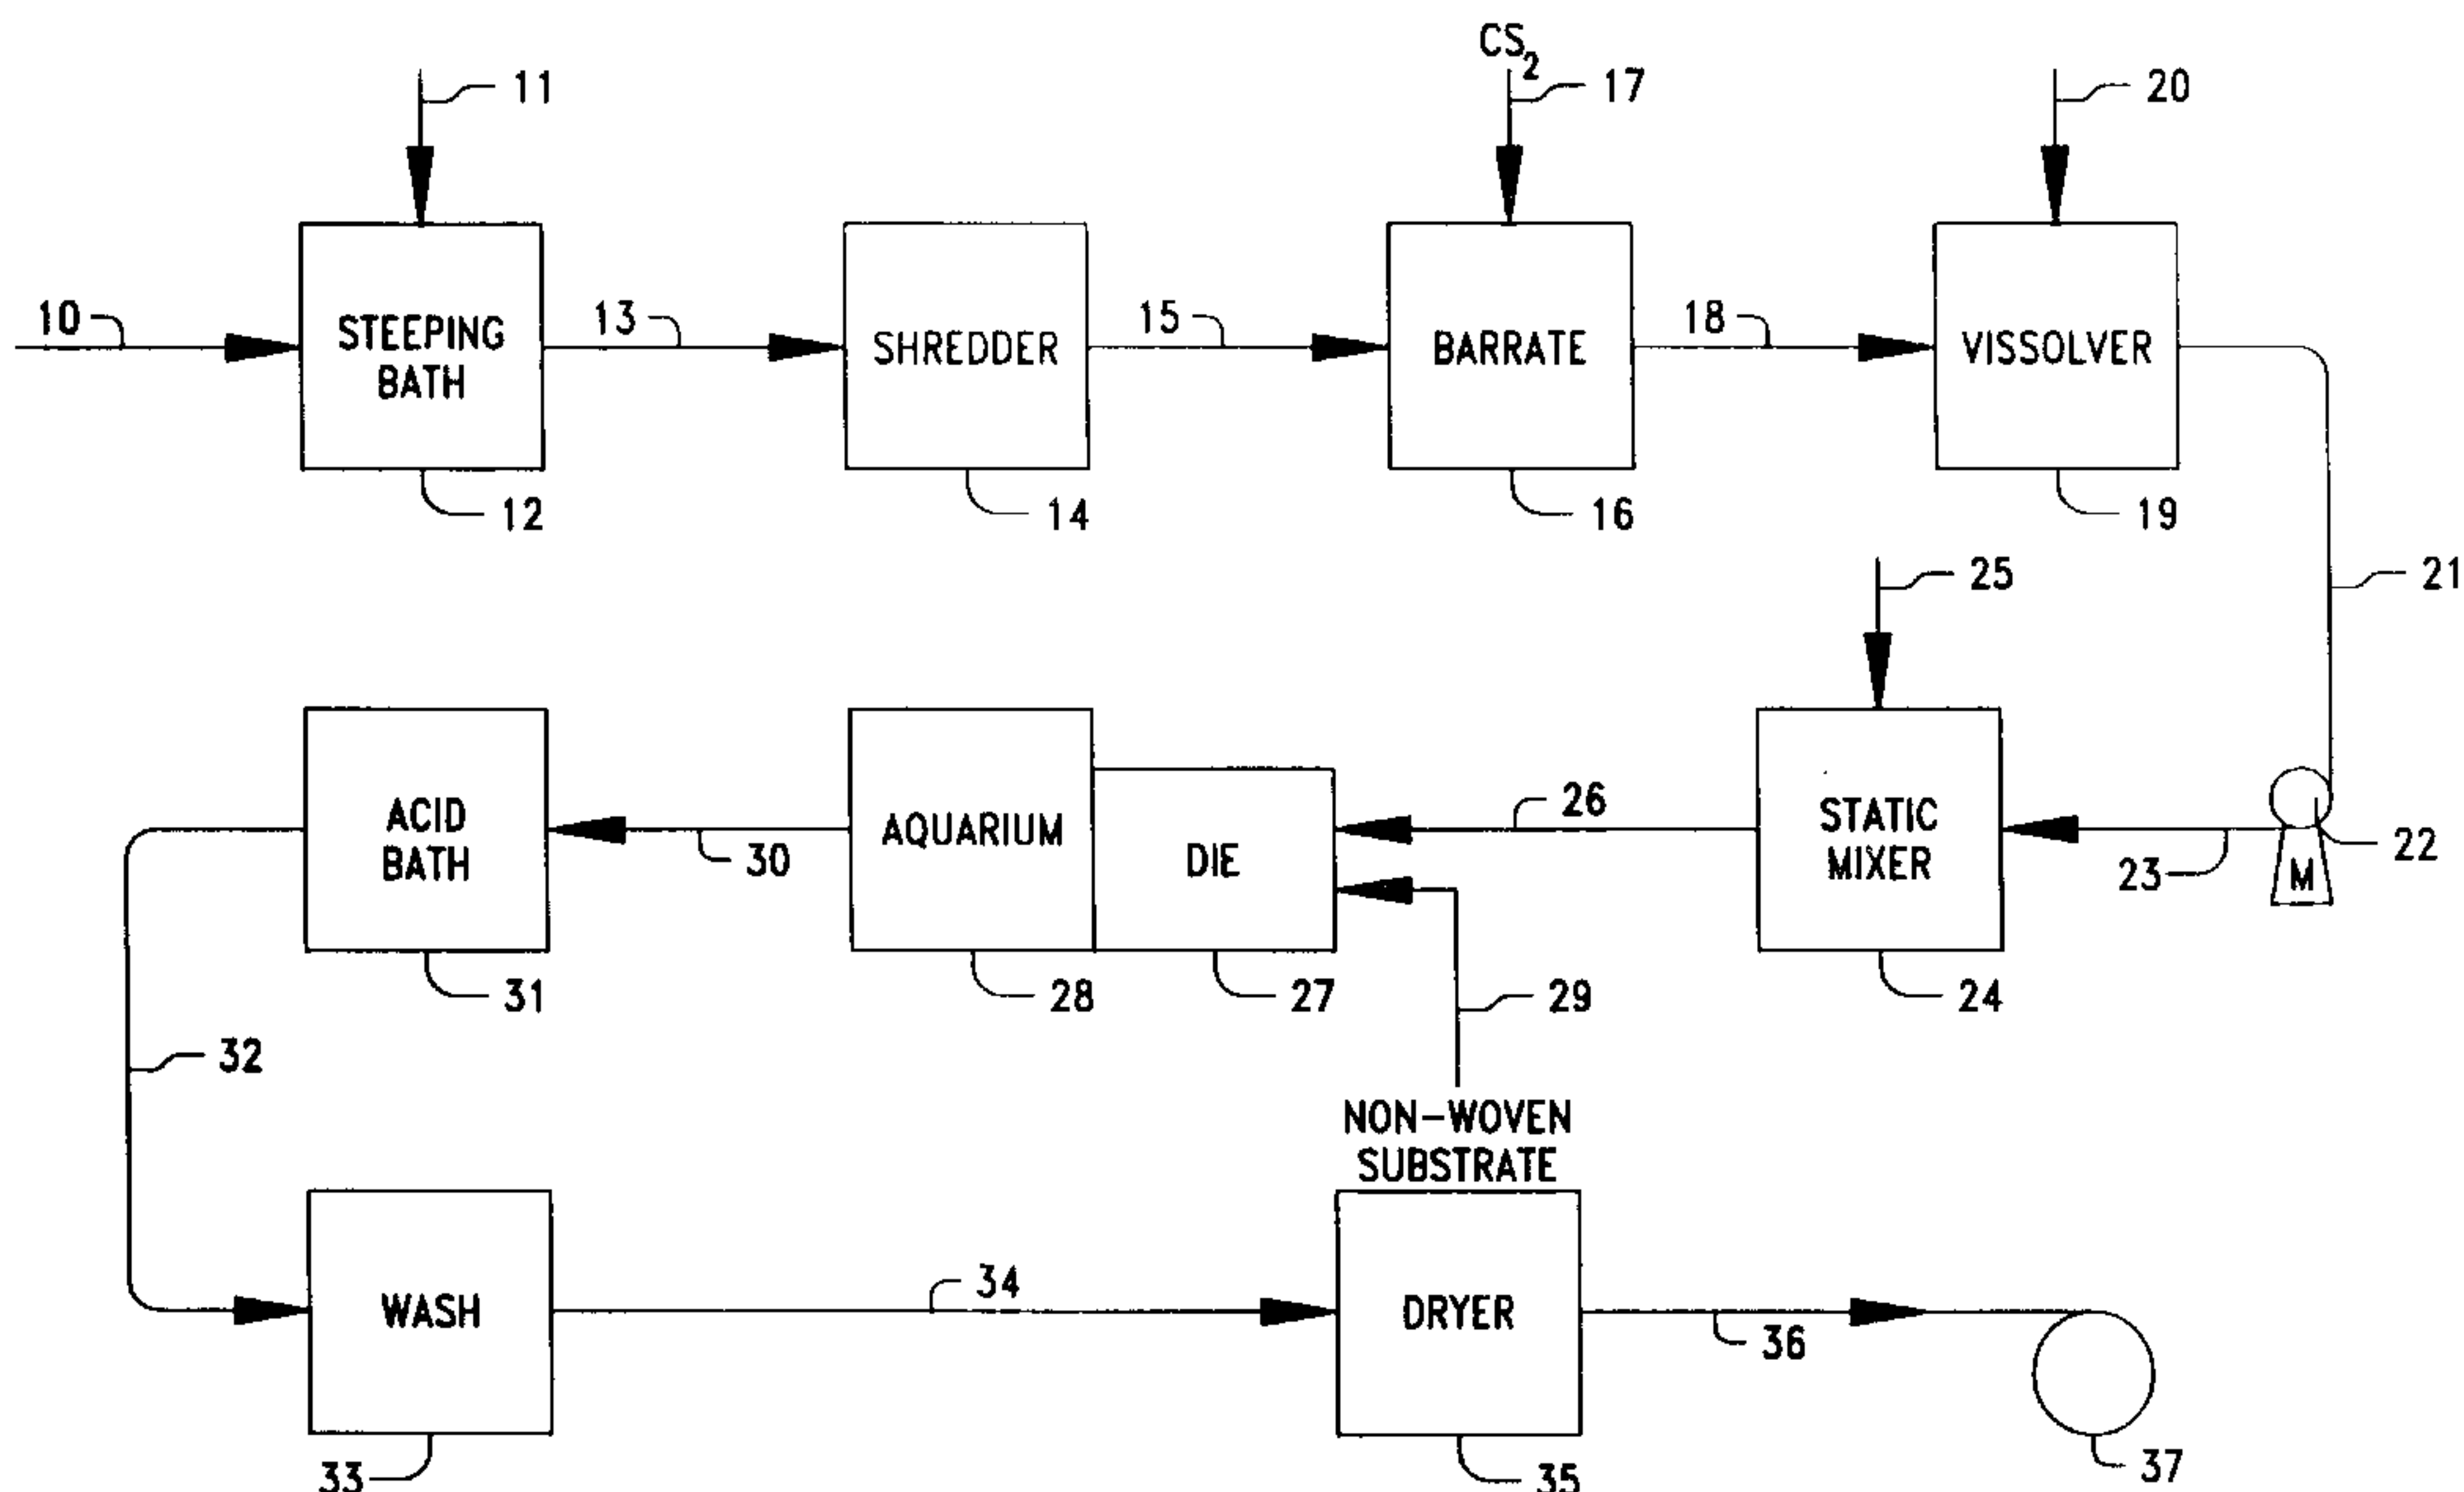 CS2
11
17
20
10
STEEPING
BATH
13
SHREDDER
15
BARRATE
18
VISSOLVER
12
14
16
19
25
21
ACID
BATH
30
AQUARIUM
DIE
26
STATIC
MIXER
23
M
22
31
28
27
29
24
32
NON-WOVEN
SUBSTRATE
WASH
34
DRYER
36
33
35
37